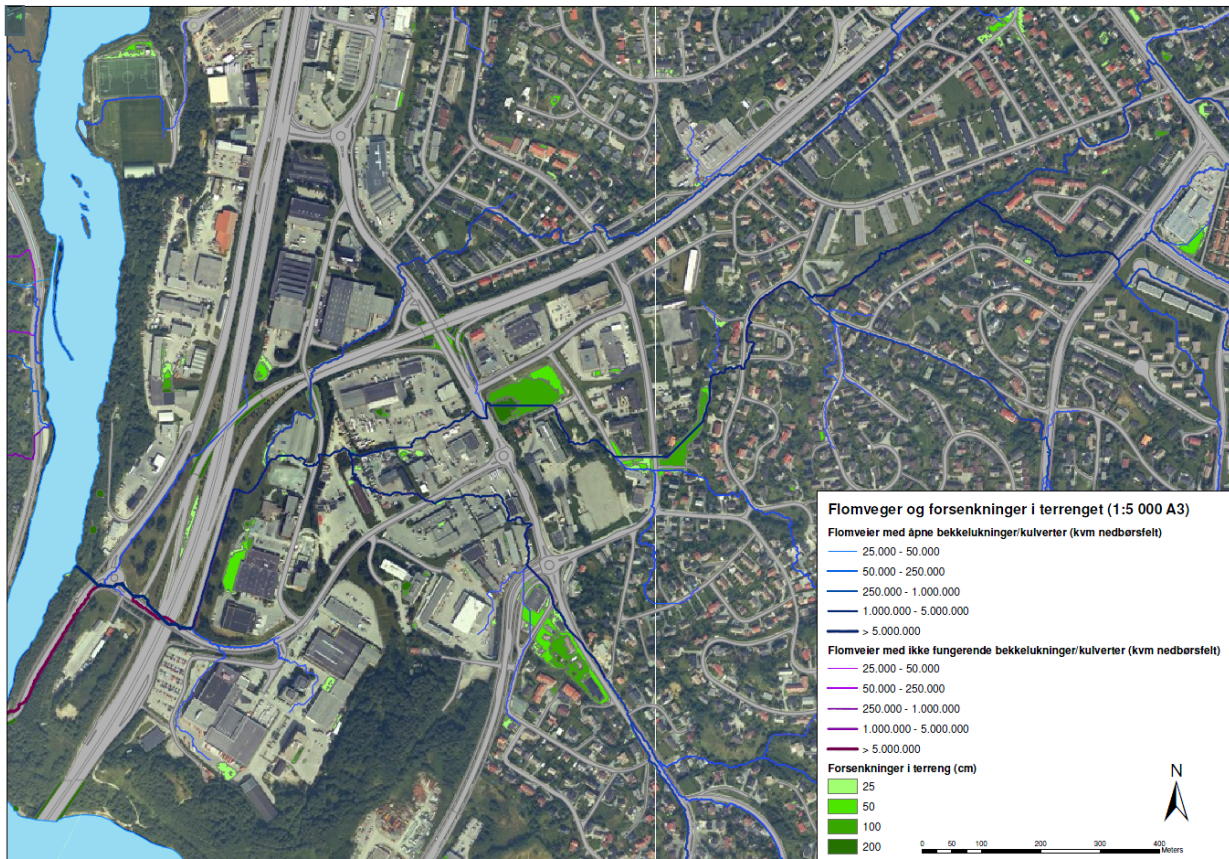 Flomveger og forsenkninger i terrenget (1:5 000 A3)
Flomveier med åpne bekkelukninger/kulverter (kvm nedbørsfelt)
25.000 - 50.000
50.000 - 250.000
250.000 - 1.000.000
1.000.000 - 5.000.000
> 5.000.000
Flomveier med ikke fungerende bekkelukninger/kulverter (kvm nedbørsfelt)
25.000 - 50.000
50.000 - 250.000
250.000 - 1.000.000
1.000.000 - 5.000.000
> 5.000.000
Forsenkninger i terreng (cm)
25
50
100
200
N
0 50 100 200 300 400
Meters